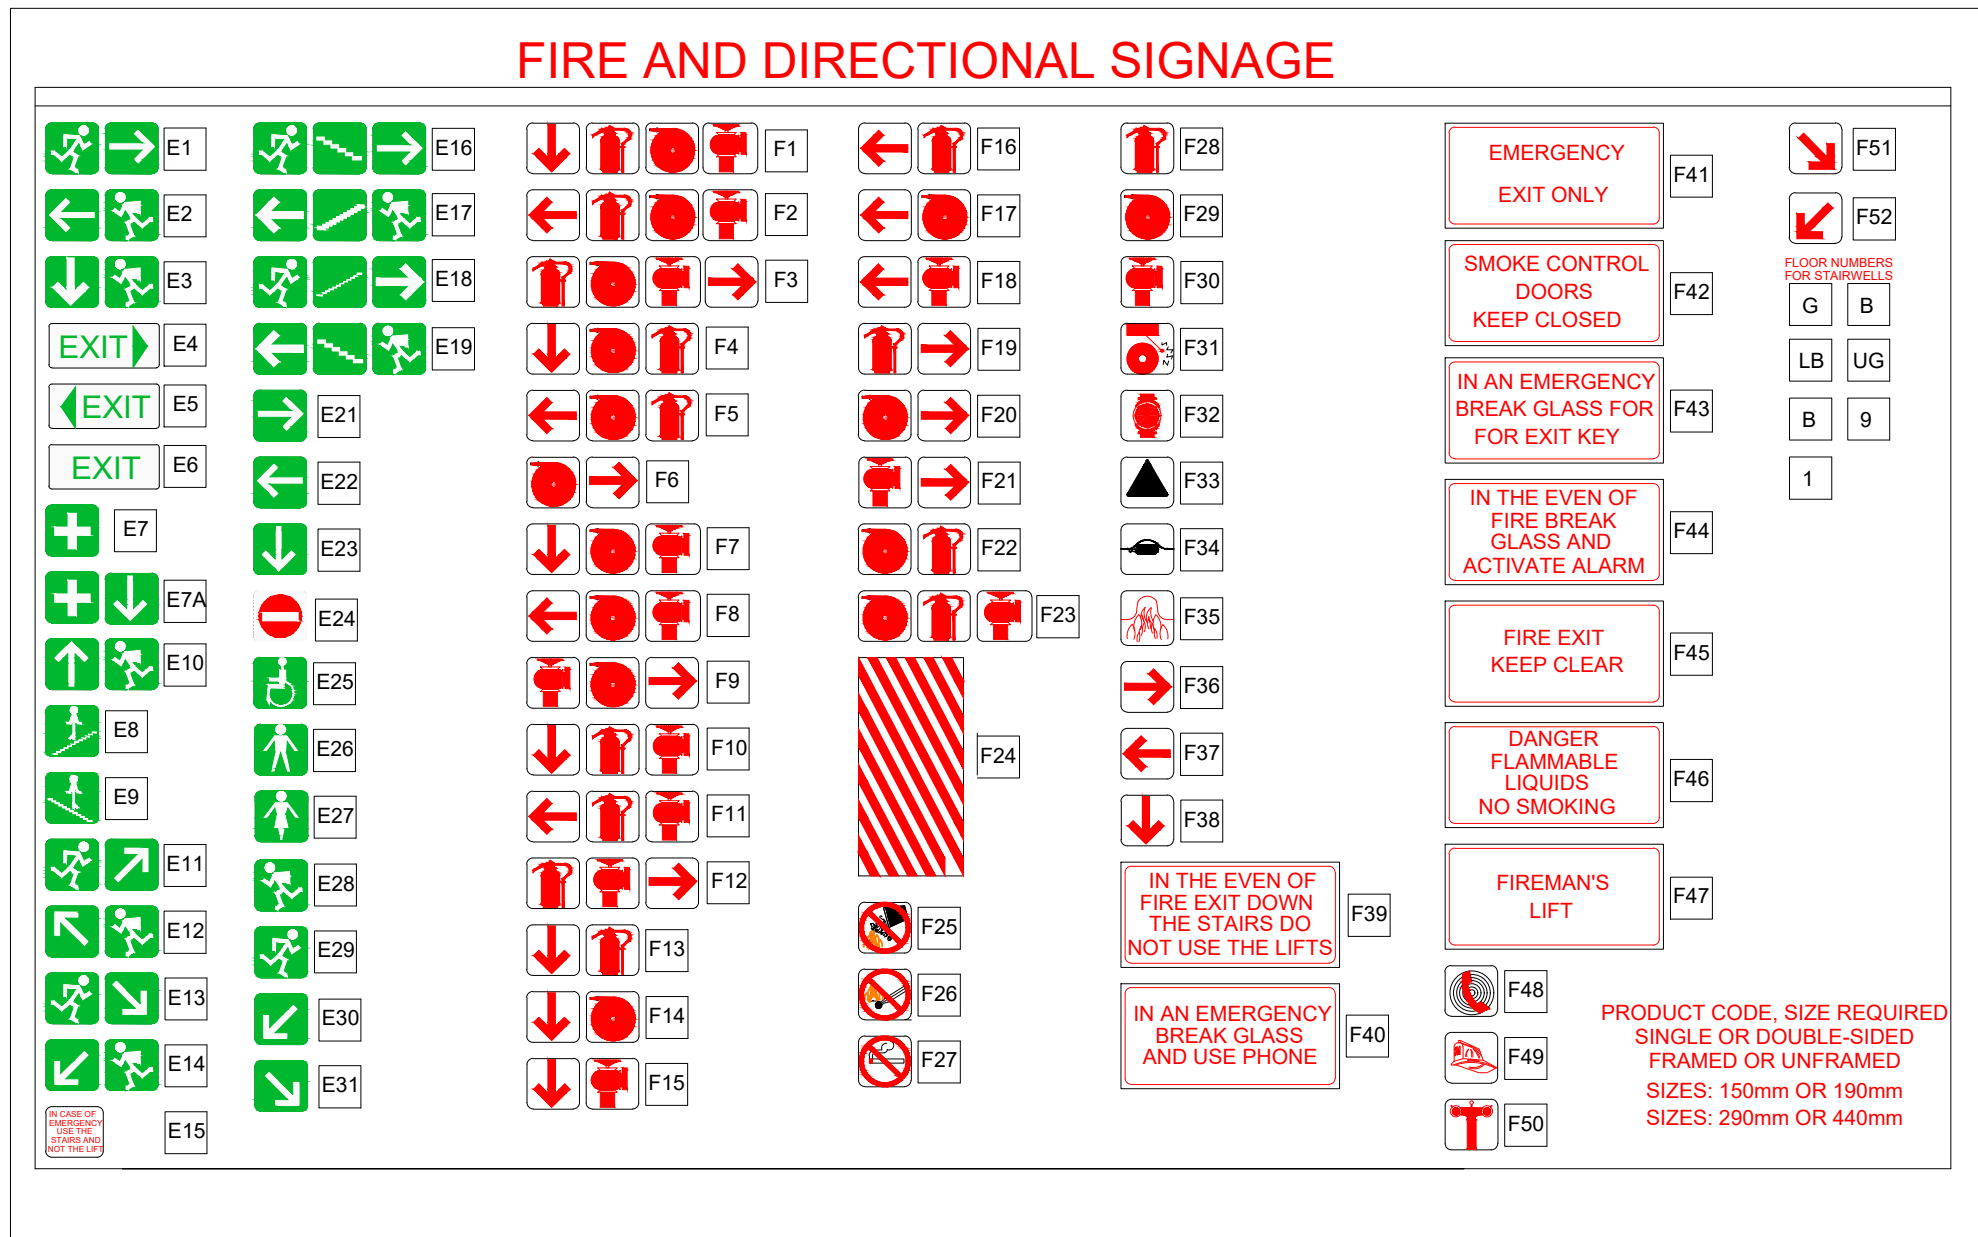 FIRE AND DIRECTIONAL SIGNAGE
E1
E2
E3
EXIT
E4
EXIT
E5
EXIT
E6
E7
E7A
E10
E8
E9
E11
E12
E13
E14
IN CASE OF
EMERGENCY
USE THE
STAIRS AND
NOT THE LIFT
E15
E16
E17
E18
E19
E21
E22
E23
E24
E25
E26
E27
E28
E29
E30
E31
F1
F2
F3
F4
F5
F6
F7
F8
F9
F10
F11
F12
F13
F14
F15
F16
F17
F18
F19
F20
F21
F22
F23
F24
F25
F26
F27
F28
F29
F30
F31
F32
F33
F34
F35
F36
F37
F38
IN THE EVEN OF
FIRE EXIT DOWN
THE STAIRS DO
NOT USE THE LIFTS
F39
IN AN EMERGENCY
BREAK GLASS
AND USE PHONE
F40
EMERGENCY
EXIT ONLY
F41
SMOKE CONTROL
DOORS
KEEP CLOSED
F42
IN AN EMERGENCY
BREAK GLASS FOR
FOR EXIT KEY
F43
IN THE EVEN OF
FIRE BREAK
GLASS AND
ACTIVATE ALARM
F44
FIRE EXIT
KEEP CLEAR
F45
DANGER
FLAMMABLE
LIQUIDS
NO SMOKING
F46
FIREMAN'S
LIFT
F47
F48
F49
F50
F51
F52
FLOOR NUMBERS
FOR STAIRWELLS
G B
LB UG
B 9
1
PRODUCT CODE, SIZE REQUIRED
SINGLE OR DOUBLE-SIDED
FRAMED OR UNFRAMED
SIZES: 150mm OR 190mm
SIZES: 290mm OR 440mm